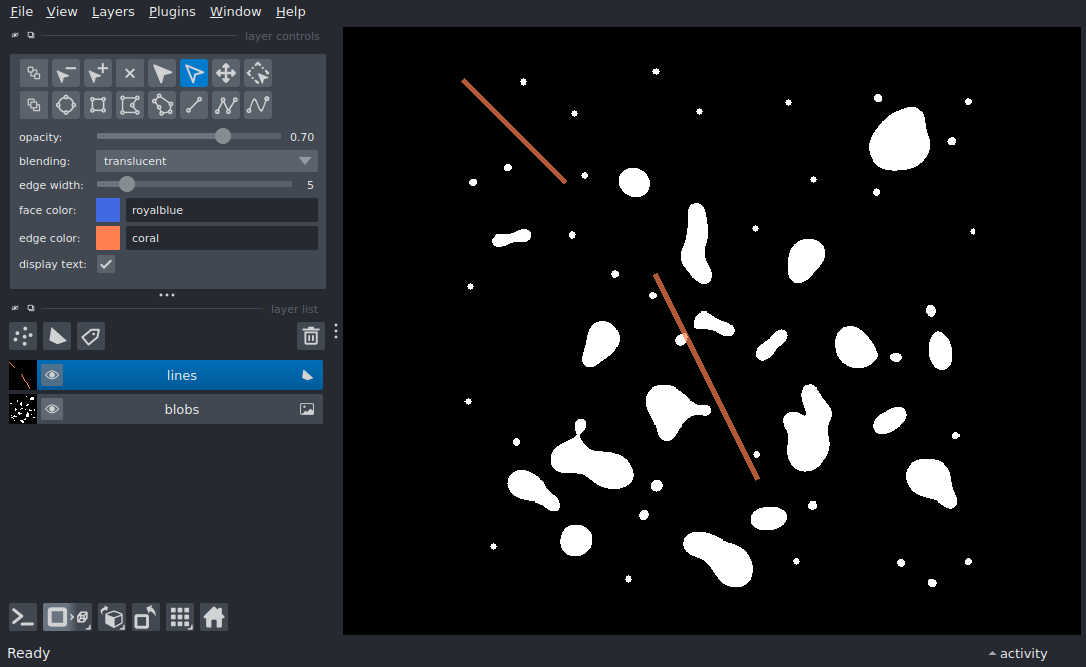 File View Layers Plugins Window Help
layer controls
opacity: 0.70
blending: translucent
edge width: 5
face color: royalblue
edge color: coral
display text:
layer list
lines
blobs
Ready
activity